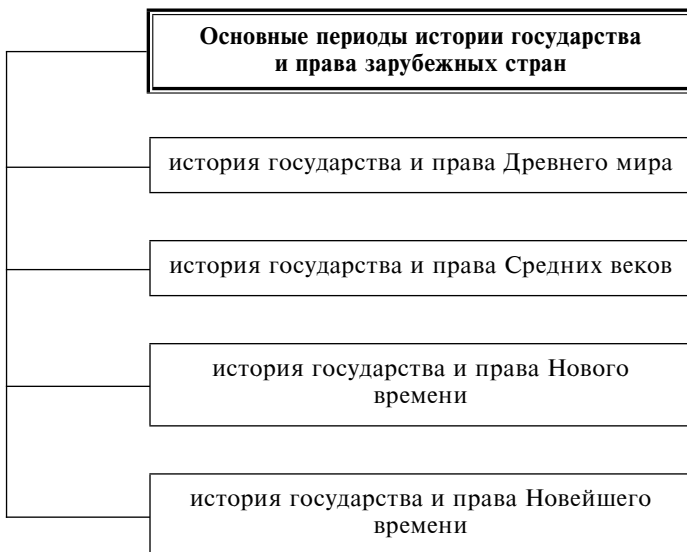 Основные периоды истории государства
и права зарубежных стран
история государства и права Древнего мира
история государства и права Средних веков
история государства и права Нового
времени
история государства и права Новейшего
времени